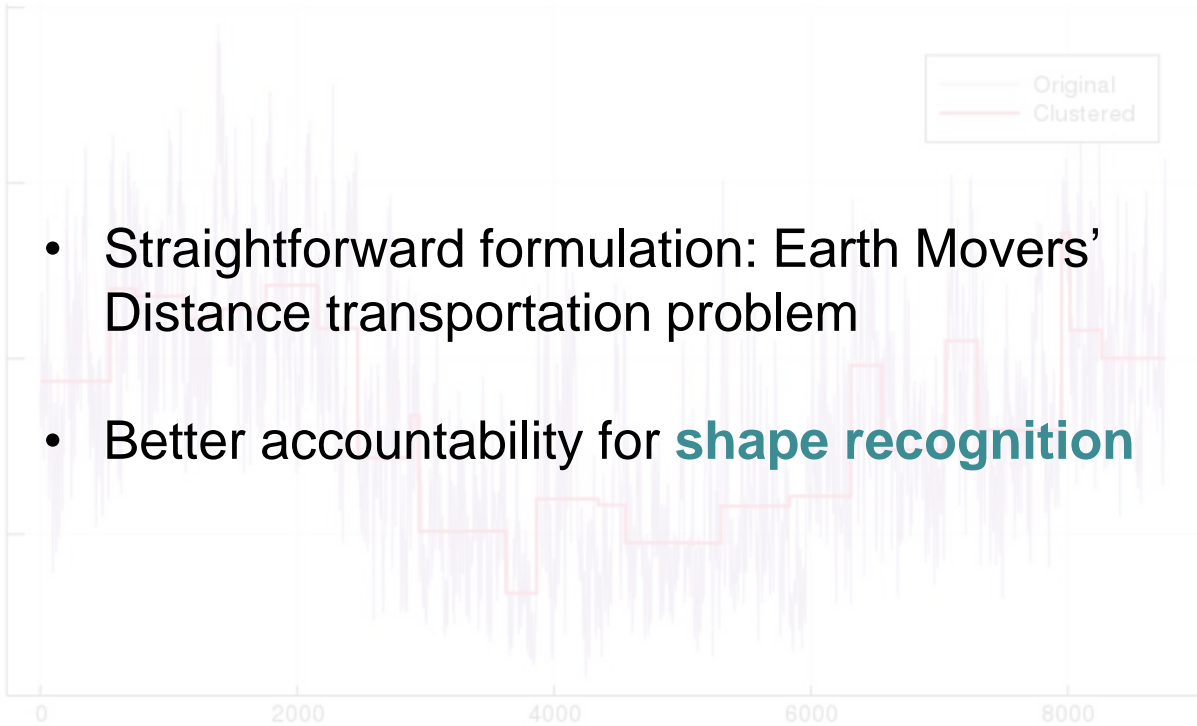 Original
Clustered
• Straightforward formulation: Earth Movers’
Distance transportation problem
• Better accountability for shape recognition
0 2000 4000 6000 8000